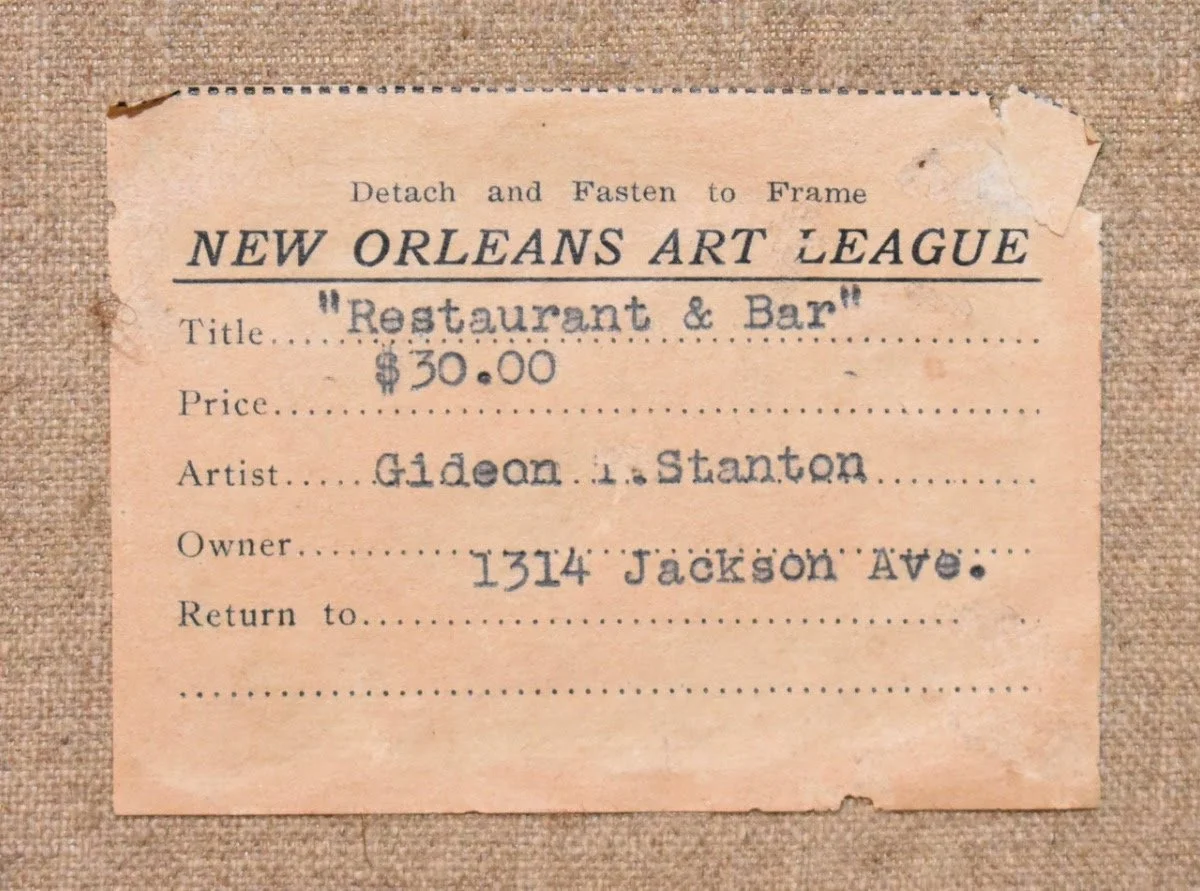 Detach and Fasten to Frame
NEW ORLEANS ART LEAGUE
Title "Restaurant & Bar"
$30.00
Price
Artist Gideon Stanton
Owner
1314 Jackson Ave.
Return to